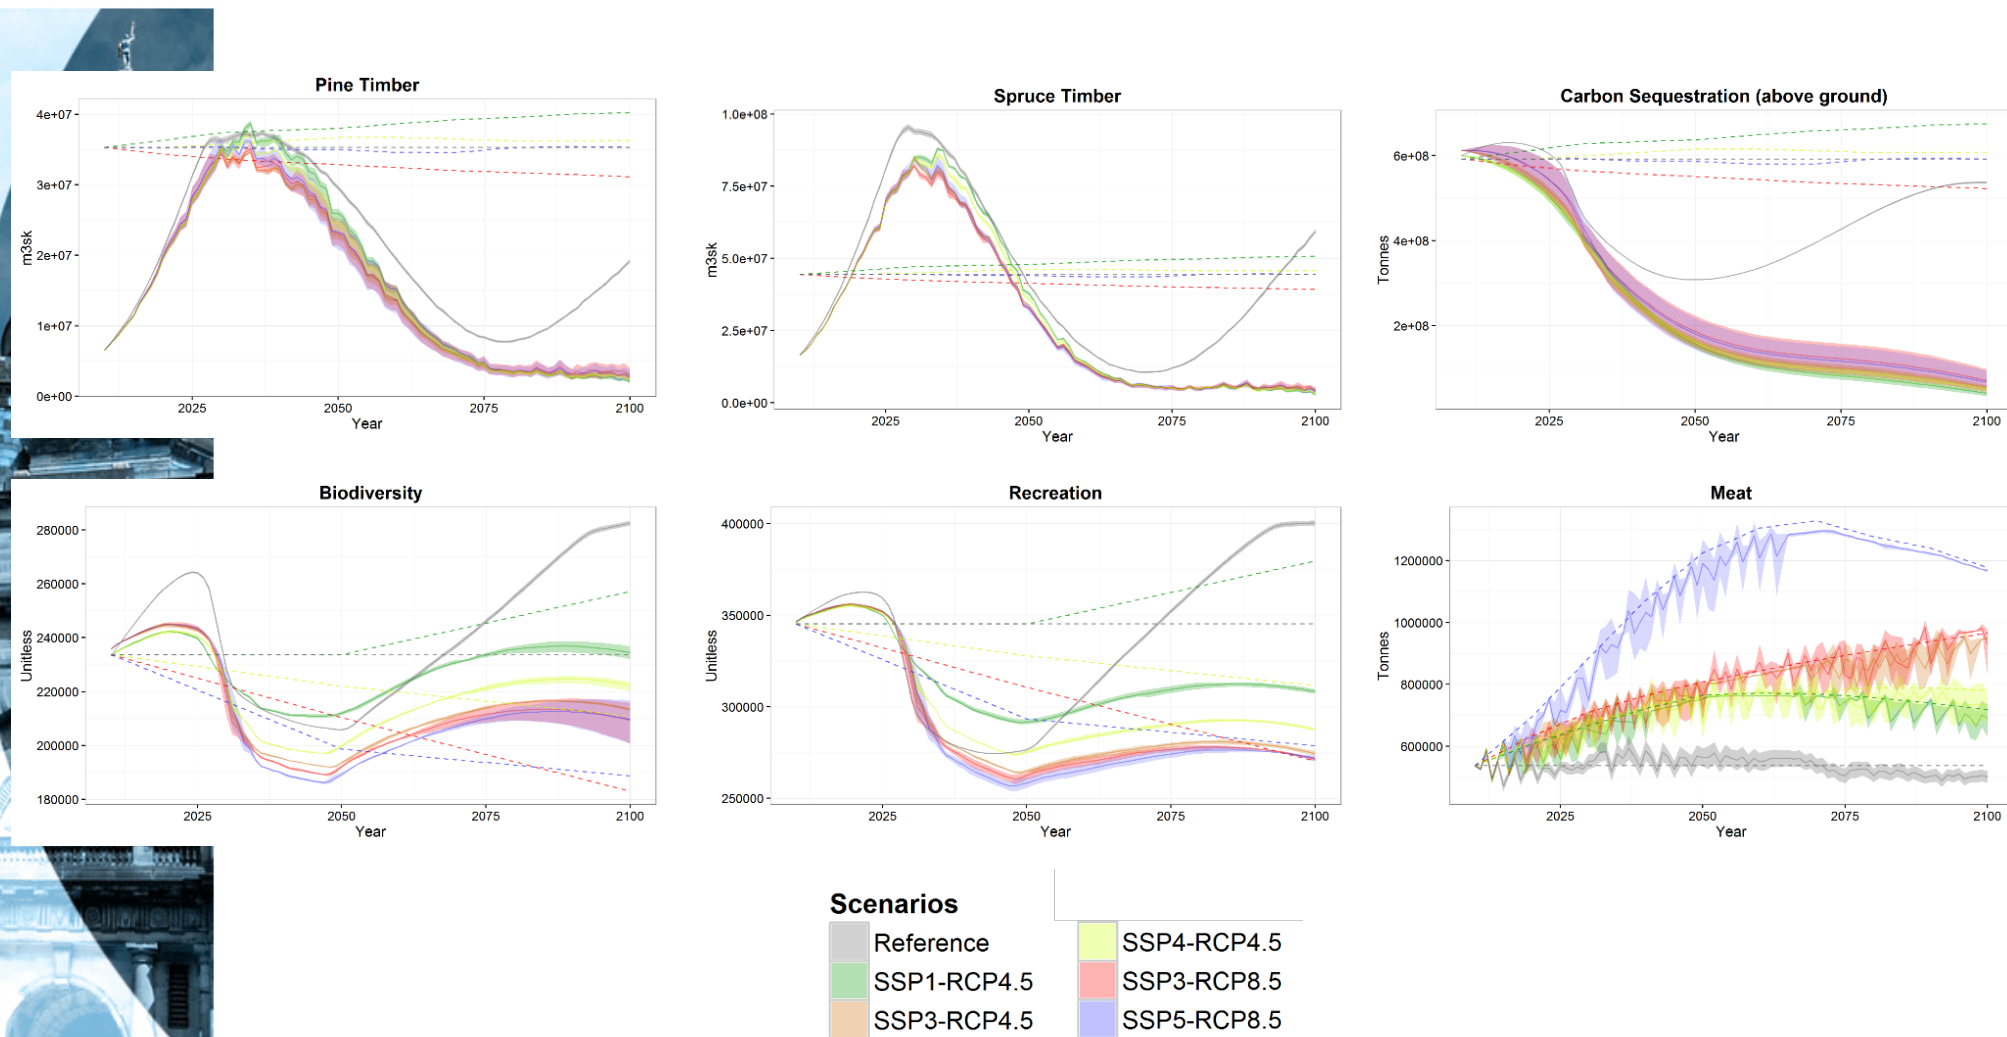 Pine Timber
4e+07
3e+07
2e+07
1e+07
0e+00
m3sk
2025 2050 2075 2100
Year
Spruce Timber
1.0e+08
7.5e+07
5.0e+07
2.5e+07
0.0e+00
m3sk
2025 2050 2075 2100
Year
Carbon Sequestration (above ground)
6e+08
4e+08
2e+08
Tonnes
2025 2050 2075 2100
Year
Biodiversity
280000
260000
240000
220000
200000
180000
Unitless
2025 2050 2075 2100
Year
Recreation
400000
350000
300000
250000
Unitless
2025 2050 2075 2100
Year
Meat
1200000
1000000
800000
600000
Tonnes
2025 2050 2075 2100
Year
Scenarios
Reference
SSP1-RCP4.5
SSP3-RCP4.5
SSP4-RCP4.5
SSP3-RCP8.5
SSP5-RCP8.5